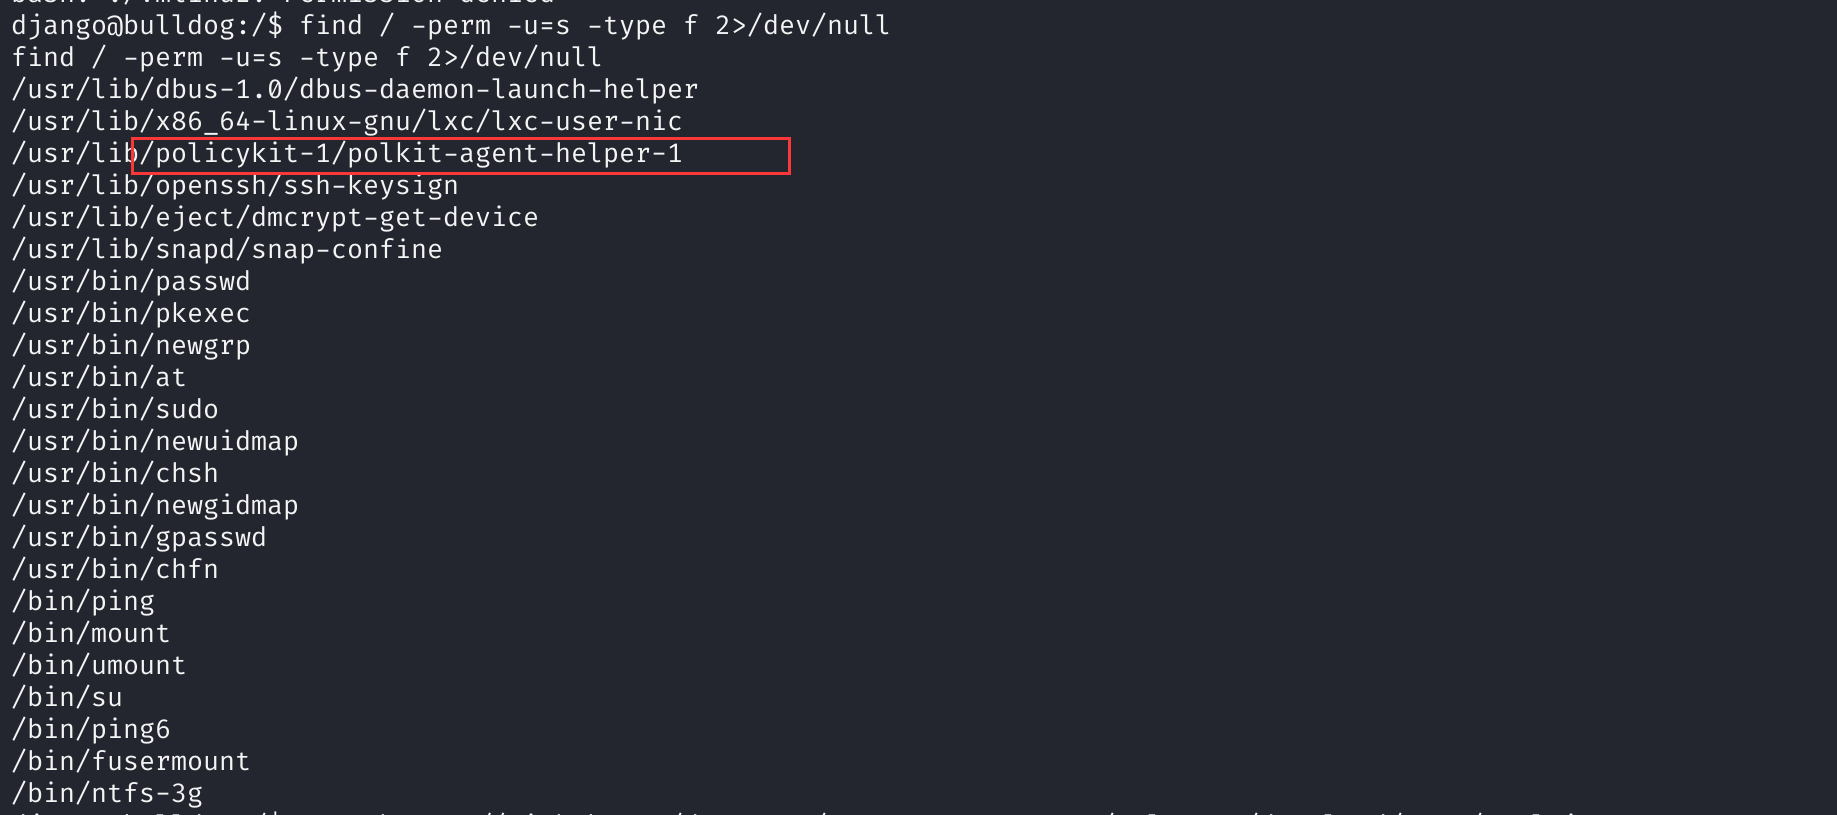 django@bulldog:/$ find / -perm -u=s -type f 2>/dev/null
find / -perm -u=s -type f 2>/dev/null
/usr/lib/dbus-1.0/dbus-daemon-launch-helper
/usr/lib/x86_64-linux-gnu/lxc/lxc-user-nic
/usr/lib/policykit-1/polkit-agent-helper-1
/usr/lib/openssh/ssh-keysign
/usr/lib/eject/dmcrypt-get-device
/usr/lib/snapd/snap-confine
/usr/bin/passwd
/usr/bin/pkexec
/usr/bin/newgrp
/usr/bin/at
/usr/bin/sudo
/usr/bin/newuidmap
/usr/bin/chsh
/usr/bin/newgidmap
/usr/bin/gpasswd
/usr/bin/chfn
/bin/ping
/bin/mount
/bin/umount
/bin/su
/bin/ping6
/bin/fusermount
/bin/ntfs-3g